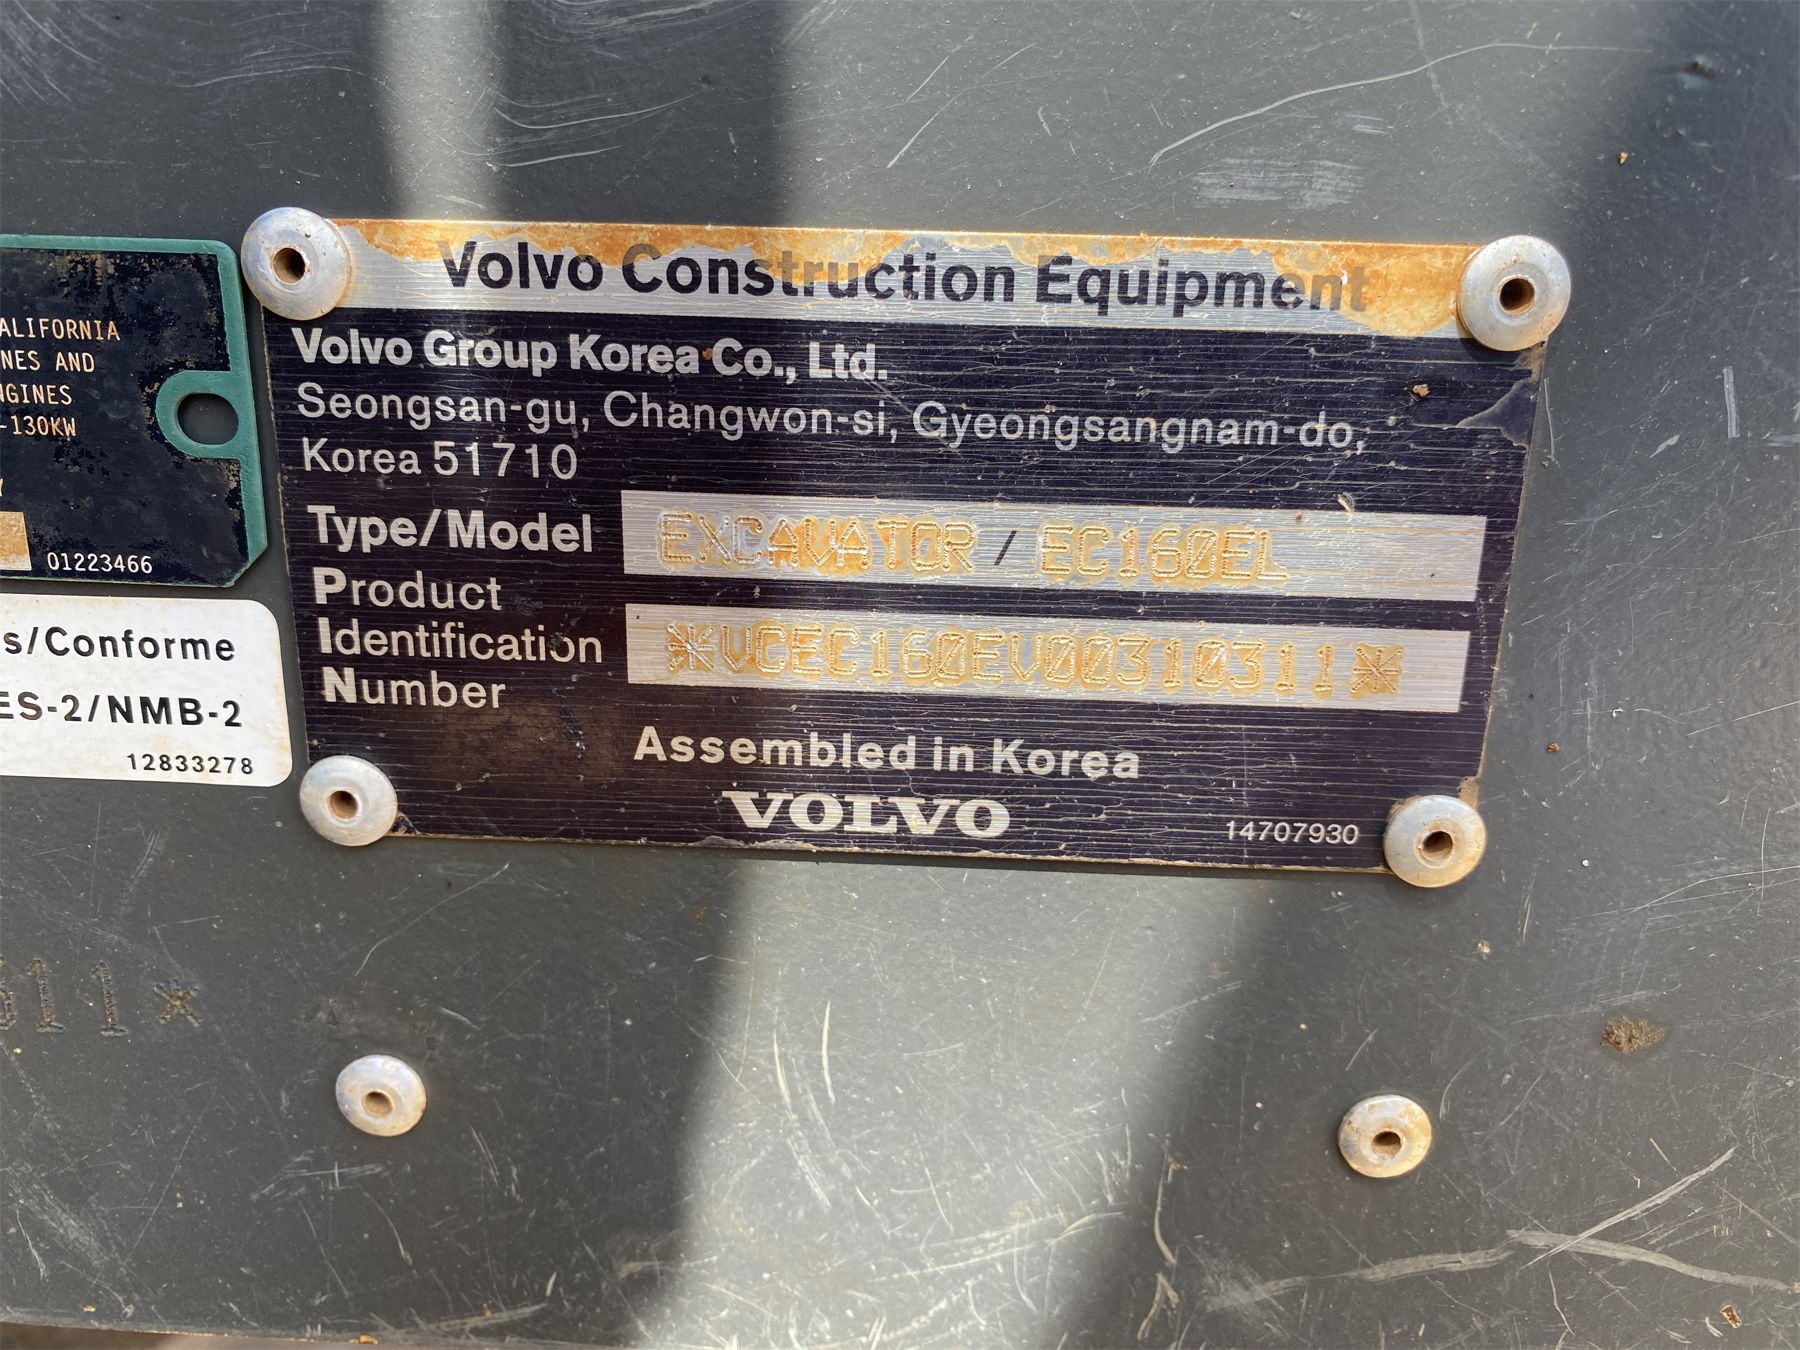 ALIFORNIA
NES AND
NGINES
-130KW
Y
01223466
s/Conforme
ES-2/NMB-2
12833278
Volvo Construction Equipment
Volvo Group Korea Co., Ltd.
Seongsan-gu, Changwon-si, Gyeongsangnam-do,
Korea 51710
Type/Model EXCAVATOR / EC160EL
Product
Identification *VCEC160EV00310311*
Number
Assembled in Korea
VOLVO
14707930
311*